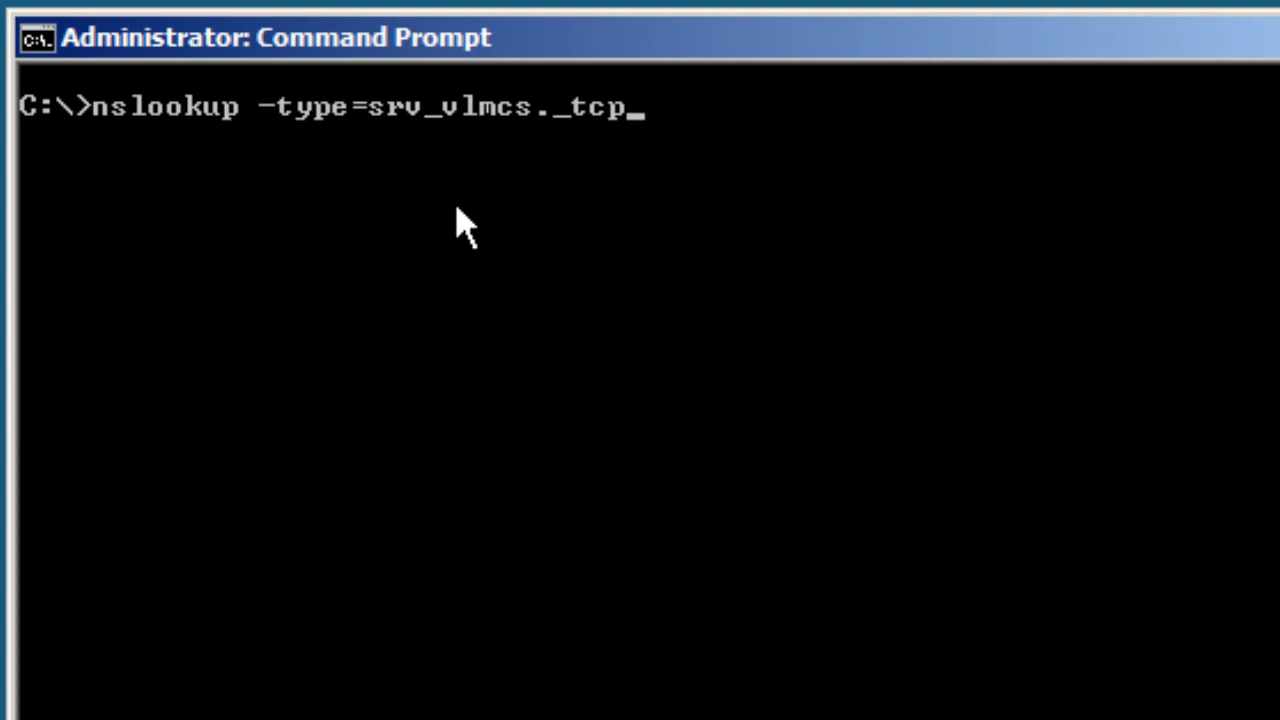 Administrator: Command Prompt
C:\>nslookup -type=srv_vlmcs._tcp_